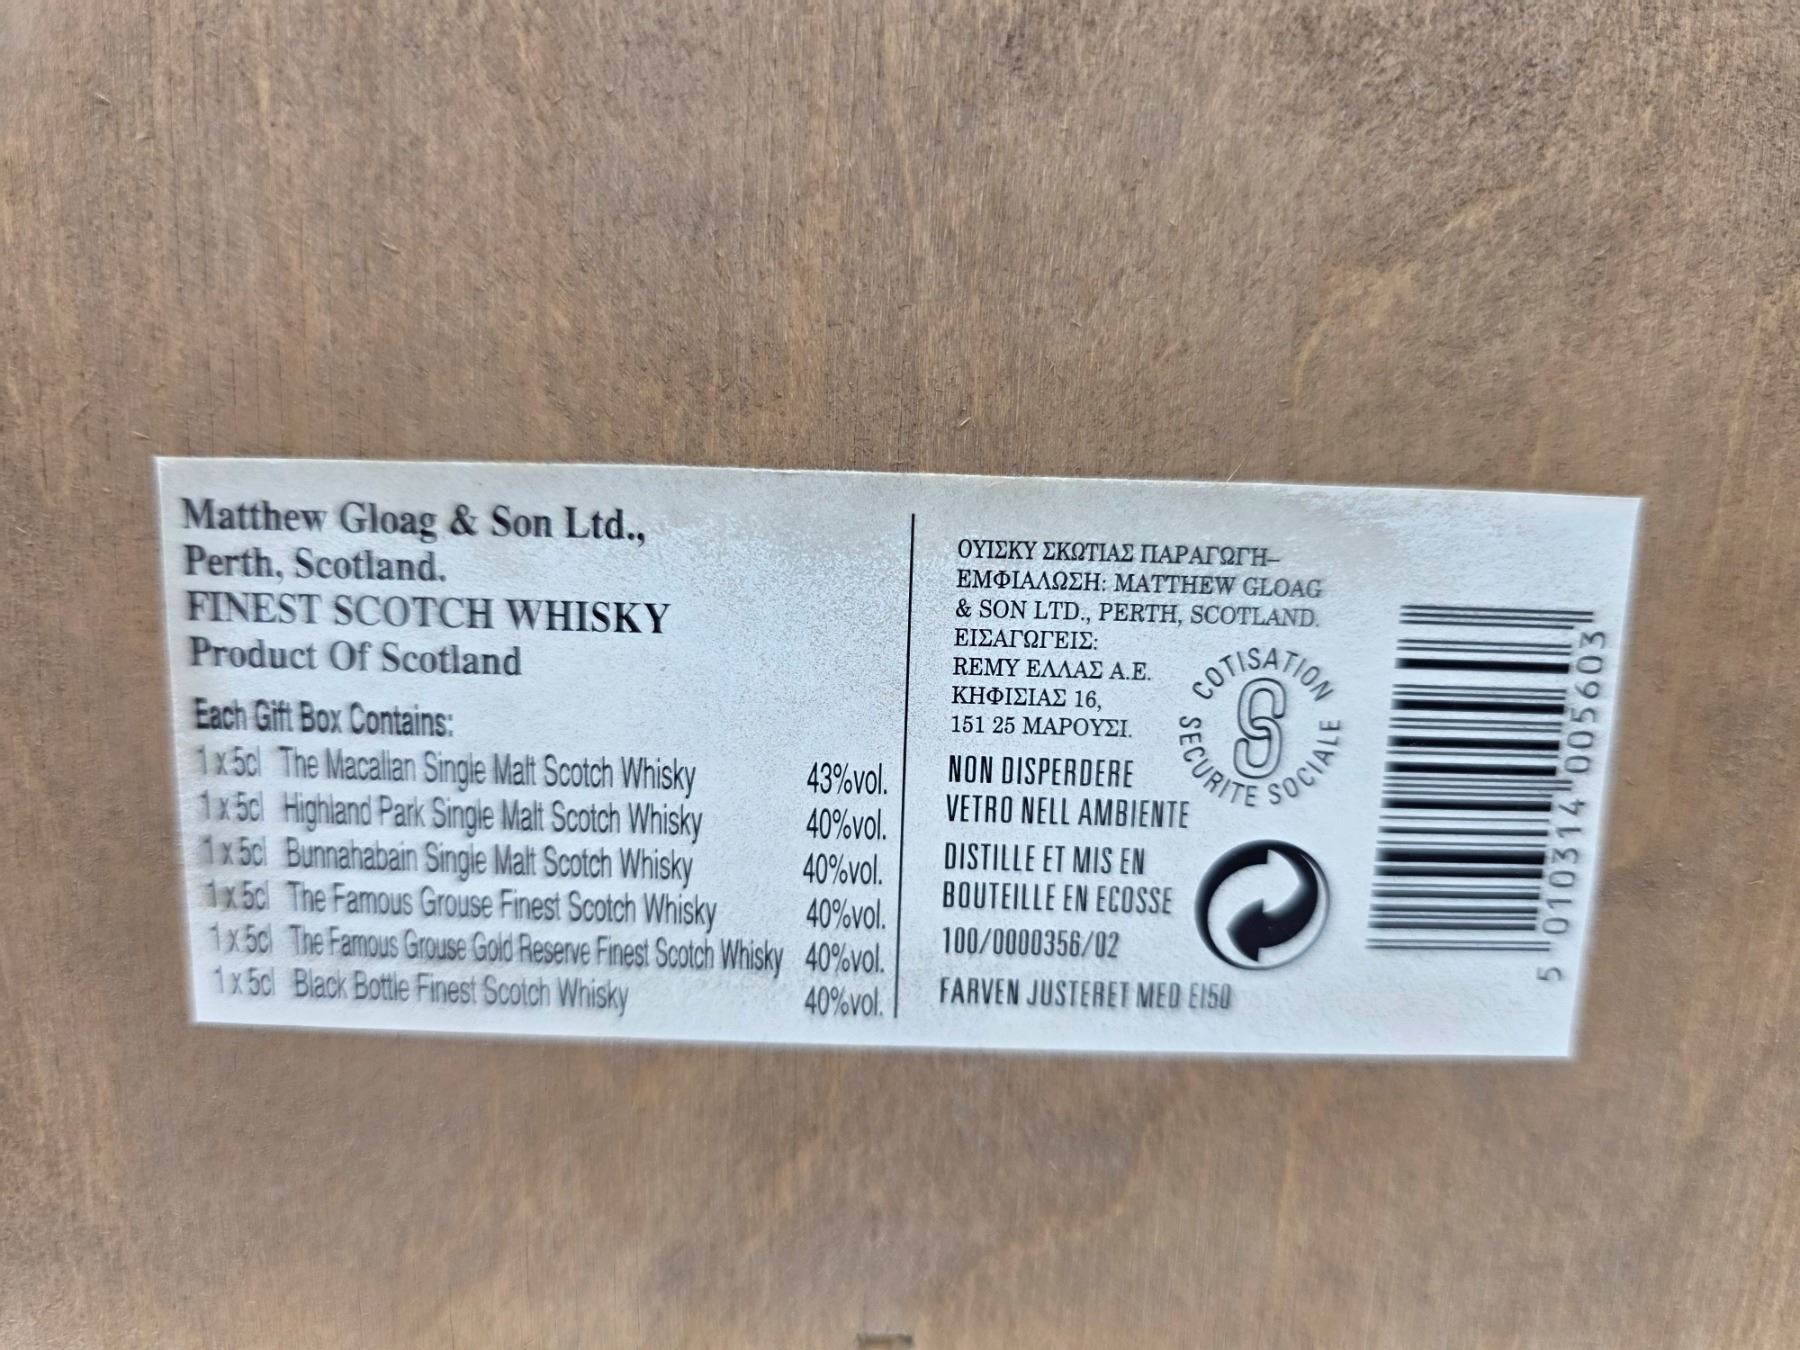 Matthew Gloag & Son Ltd.,
Perth, Scotland.
FINEST SCOTCH WHISKY
Product Of Scotland
Each Gift Box Contains:
1 x 5cl The Macallan Single Malt Scotch Whisky 43%vol.
1 x 5cl Highland Park Single Malt Scotch Whisky 40%vol.
1 x 5cl Bunnahabain Single Malt Scotch Whisky 40%vol.
1 x 5cl The Famous Grouse Finest Scotch Whisky 40%vol.
1 x 5cl The Famous Grouse Gold Reserve Finest Scotch Whisky 40%vol.
1 x 5cl Black Bottle Finest Scotch Whisky 40%vol.
ΟΥΙΣΚΥ ΣΚΩΤΙΑΣ ΠΑΡΑΓΩΓΗ–
ΕΜΦΙΑΛΩΣΗ: MATTHEW GLOAG
& SON LTD., PERTH, SCOTLAND.
ΕΙΣΑΓΩΓΕΙΣ:
REMY ΕΛΛΑΣ Α.Ε.
ΚΗΦΙΣΙΑΣ 16,
151 25 ΜΑΡΟΥΣΙ.
COTISATION
S
SECURITE SOCIALE
NON DISPERDERE
VETRO NELL AMBIENTE
DISTILLE ET MIS EN
BOUTEILLE EN ECOSSE
100/0000356/02
FARVEN JUSTERET MED E150
5 010314 005603